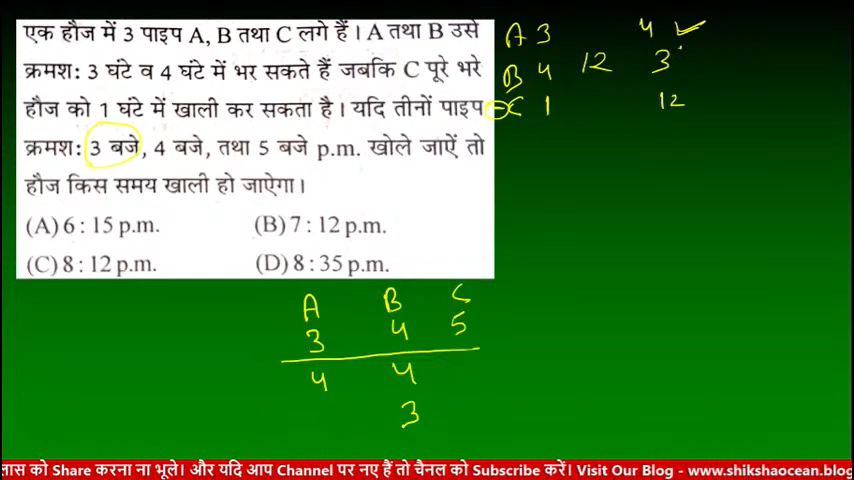 एक हौज में 3 पाइप A, B तथा C लगे हैं। A तथा B उसे
क्रमश: 3 घंटे व 4 घंटे में भर सकते हैं जबकि C पूरे भरे
हौज को 1 घंटे में खाली कर सकता है। यदि तीनों पाइप
क्रमश: 3 बजे, 4 बजे, तथा 5 बजे p.m. खोले जाऐं तो
हौज किस समय खाली हो जाऐगा।
(A) 6 : 15 p.m. (B) 7 : 12 p.m.
(C) 8 : 12 p.m. (D) 8 : 35 p.m.
A 3 4
B 4 12 3
- C 1 12
A B C
3 4 5
4 4
3
लास को Share करना ना भूले। और यदि आप Channel पर नए हैं तो चैनल को Subscribe करें। Visit Our Blog - www.shikshaocean.blog